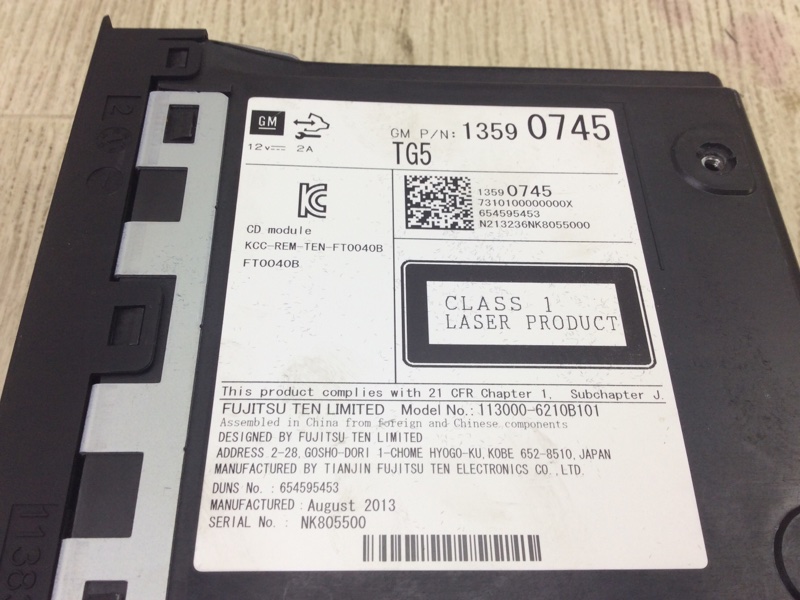 GM
GM P/N: 1359 0745
12V 2A
TG5
1359 0745
7310100000000X
654595453
N213236NK8055000
KC
CD module
KCC-REM-TEN-FT0040B
FT0040B
CLASS 1
LASER PRODUCT
This product complies with 21 CFR Chapter 1, Subchapter J.
FUJITSU TEN LIMITED Model No.:113000-6210B101
Assembled in China from foreign and Chinese components
DESIGNED BY FUJITSU TEN LIMITED
ADDRESS 2-28, GOSHO-DORI 1-CHOME HYOGO-KU, KOBE 652-8510, JAPAN
MANUFACTURED BY TIANJIN FUJITSU TEN ELECTRONICS CO.,LTD.
DUNS No. : 654595453
MANUFACTURED : August 2013
SERIAL No. : NK805500